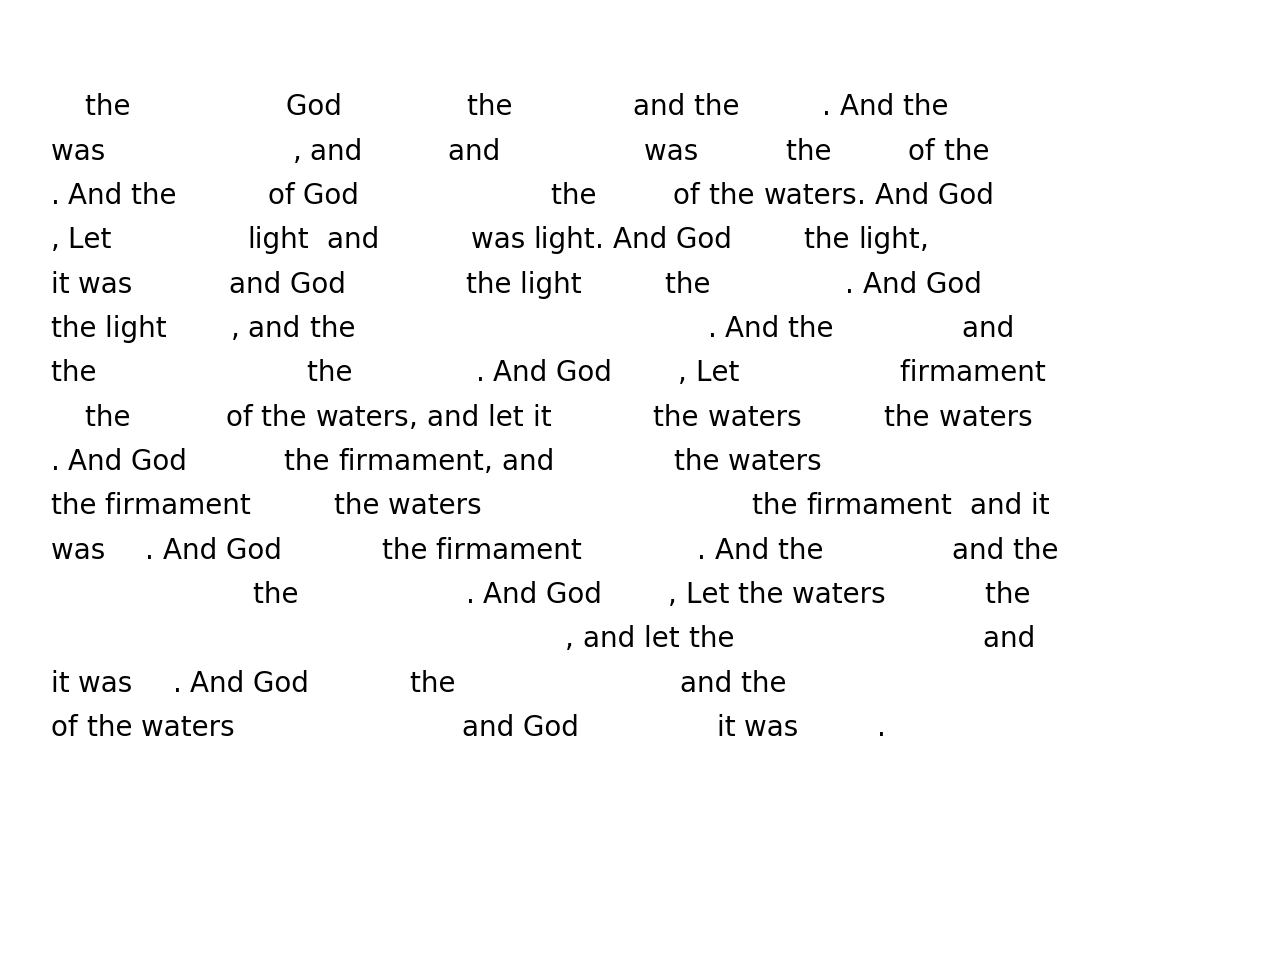 the God the and the . And the
was , and and was the of the
. And the of God the of the waters. And God
, Let light and was light. And God the light,
it was and God the light the . And God
the light , and the . And the and
the the . And God , Let firmament
the of the waters, and let it the waters the waters
. And God the firmament, and the waters
the firmament the waters the firmament and it
was . And God the firmament . And the and the
the . And God , Let the waters the
, and let the and
it was . And God the and the
of the waters and God it was .